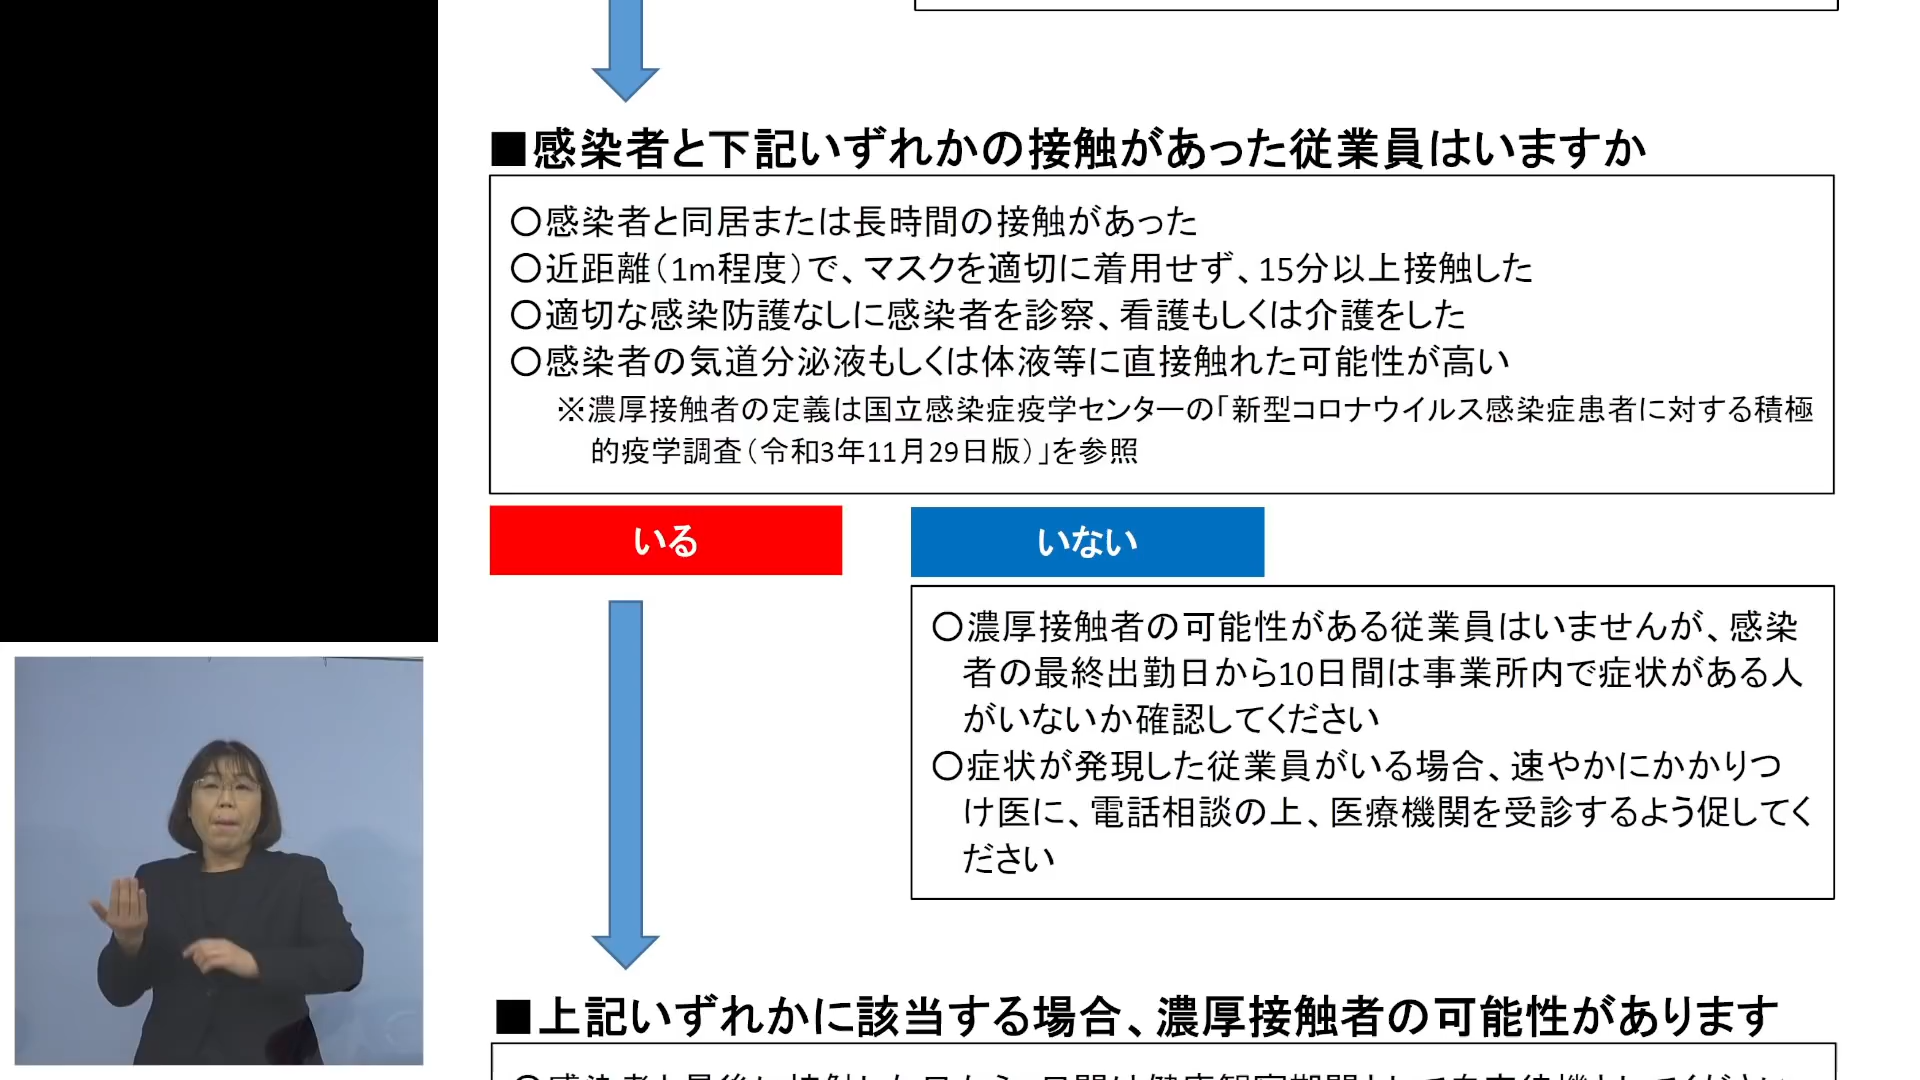 ■感染者と下記いずれかの接触があった従業員はいますか
○感染者と同居または長時間の接触があった
○近距離（1m程度）で、マスクを適切に着用せず、15分以上接触した
○適切な感染防護なしに感染者を診察、看護もしくは介護をした
○感染者の気道分泌液もしくは体液等に直接触れた可能性が高い
※濃厚接触者の定義は国立感染症疫学センターの「新型コロナウイルス感染症患者に対する積極
的疫学調査（令和3年11月29日版）」を参照
いる
いない
○濃厚接触者の可能性がある従業員はいませんが、感染
者の最終出勤日から10日間は事業所内で症状がある人
がいないか確認してください
○症状が発現した従業員がいる場合、速やかにかかりつ
け医に、電話相談の上、医療機関を受診するよう促してく
ださい
■上記いずれかに該当する場合、濃厚接触者の可能性があります